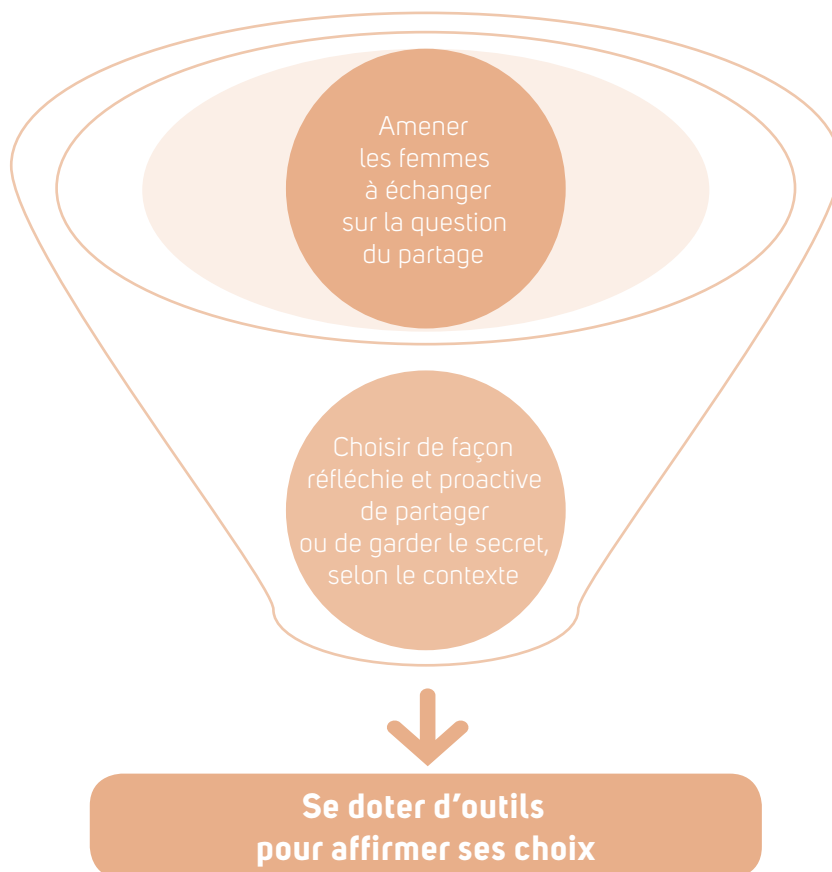 Amener
les femmes
à échanger
sur la question
du partage
Choisir de façon
réfléchie et proactive
de partager
ou de garder le secret,
selon le contexte
Se doter d’outils
pour affirmer ses choix